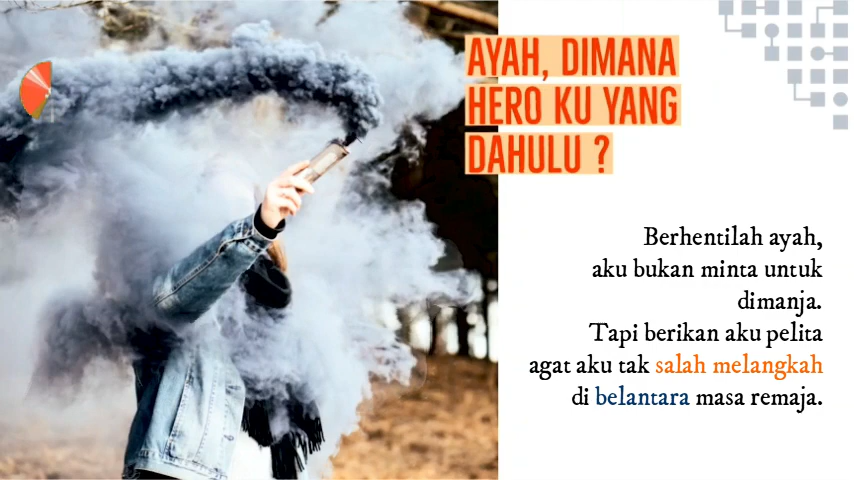 AYAH, DIMANA
HERO KU YANG
DAHULU ?
Berhentilah ayah,
aku bukan minta untuk
dimanja.
Tapi berikan aku pelita
agat aku tak salah melangkah
di belantara masa remaja.